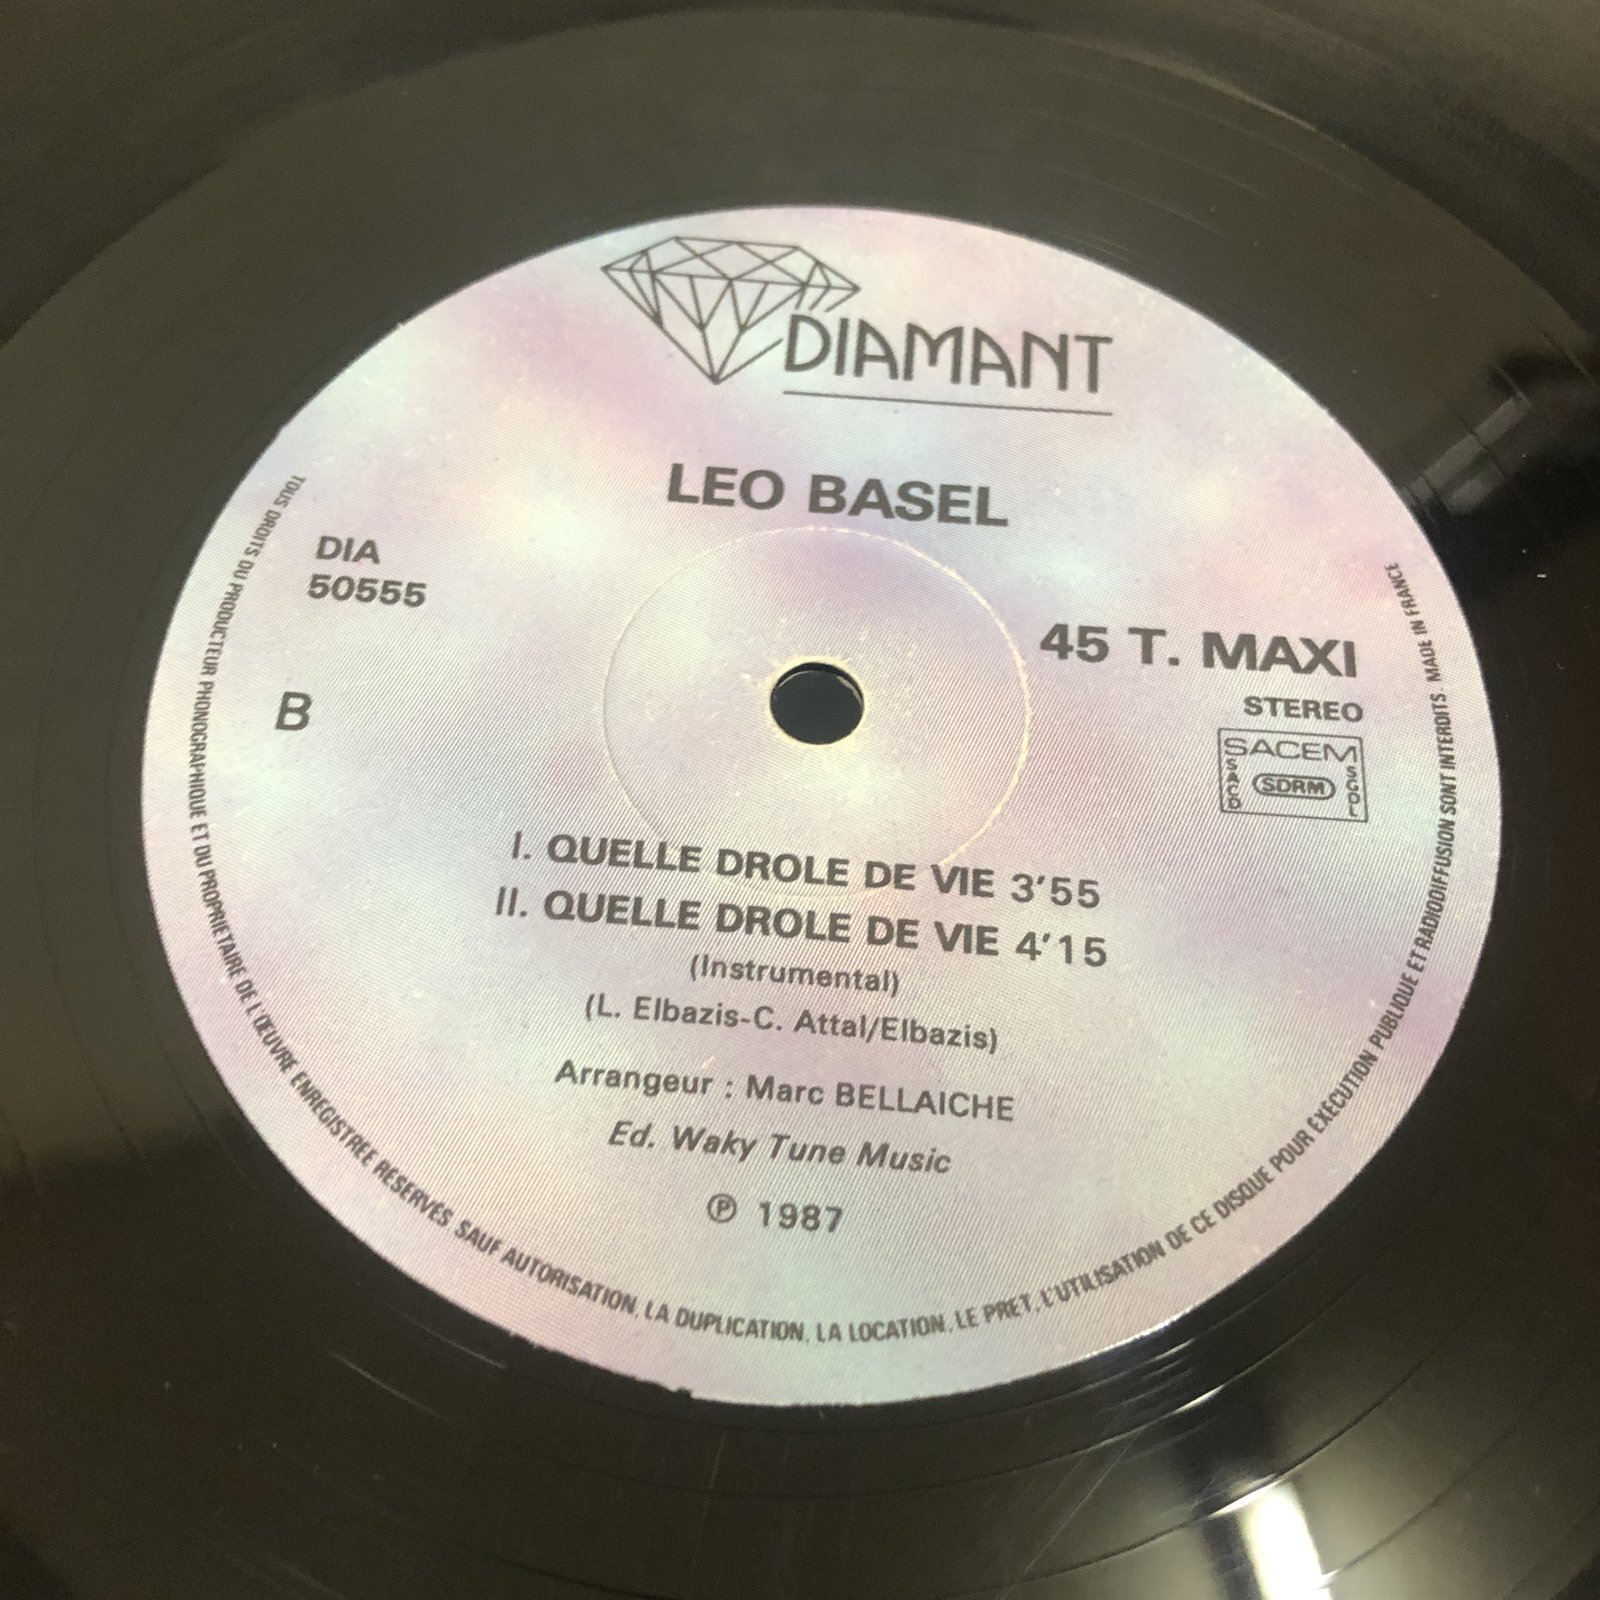 DIAMANT
LEO BASEL
DIA
50555
B
45 T. MAXI
STEREO
SACEM
SACD
SDRM
SGDL
I. QUELLE DROLE DE VIE 3'55
II. QUELLE DROLE DE VIE 4'15
(Instrumental)
(L. Elbazis-C. Attal/Elbazis)
Arrangeur : Marc BELLAICHE
Ed. Waky Tune Music
℗ 1987
TOUS DROITS DU PRODUCTEUR PHONOGRAPHIQUE ET DU PROPRIETAIRE DE L'ŒUVRE ENREGISTREE RESERVÉS. SAUF AUTORISATION, LA DUPLICATION, LA LOCATION, LE PRET, L'UTILISATION DE CE DISQUE POUR EXÉCUTION PUBLIQUE ET RADIODIFFUSION SONT INTERDITS MADE IN FRANCE